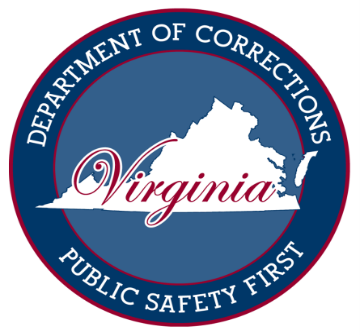 DEPARTMENT OF CORRECTIONS
Virginia
PUBLIC SAFETY FIRST